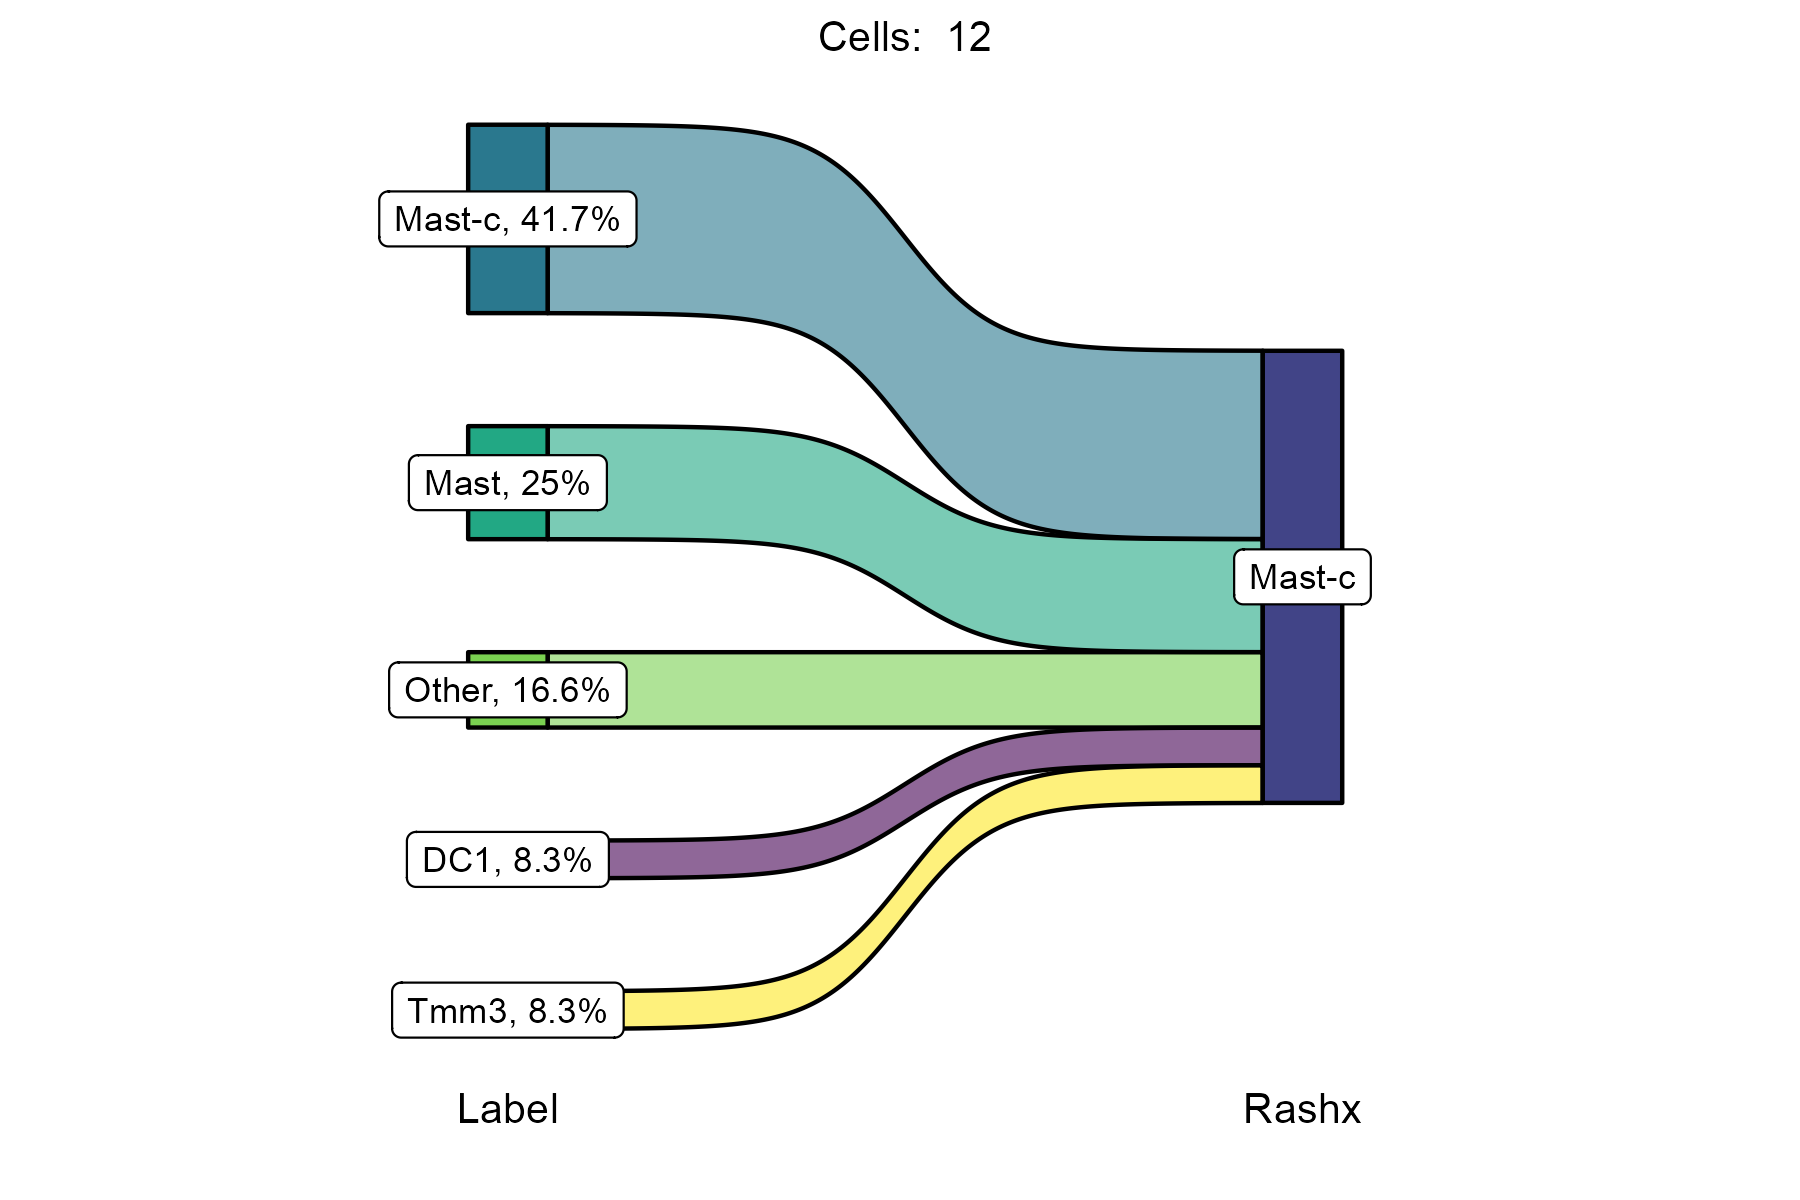 Cells:  12
Mast-c, 41.7%
Mast, 25%
Mast-c
Other, 16.6%
DC1, 8.3%
Tmm3, 8.3%
Label
Rashx